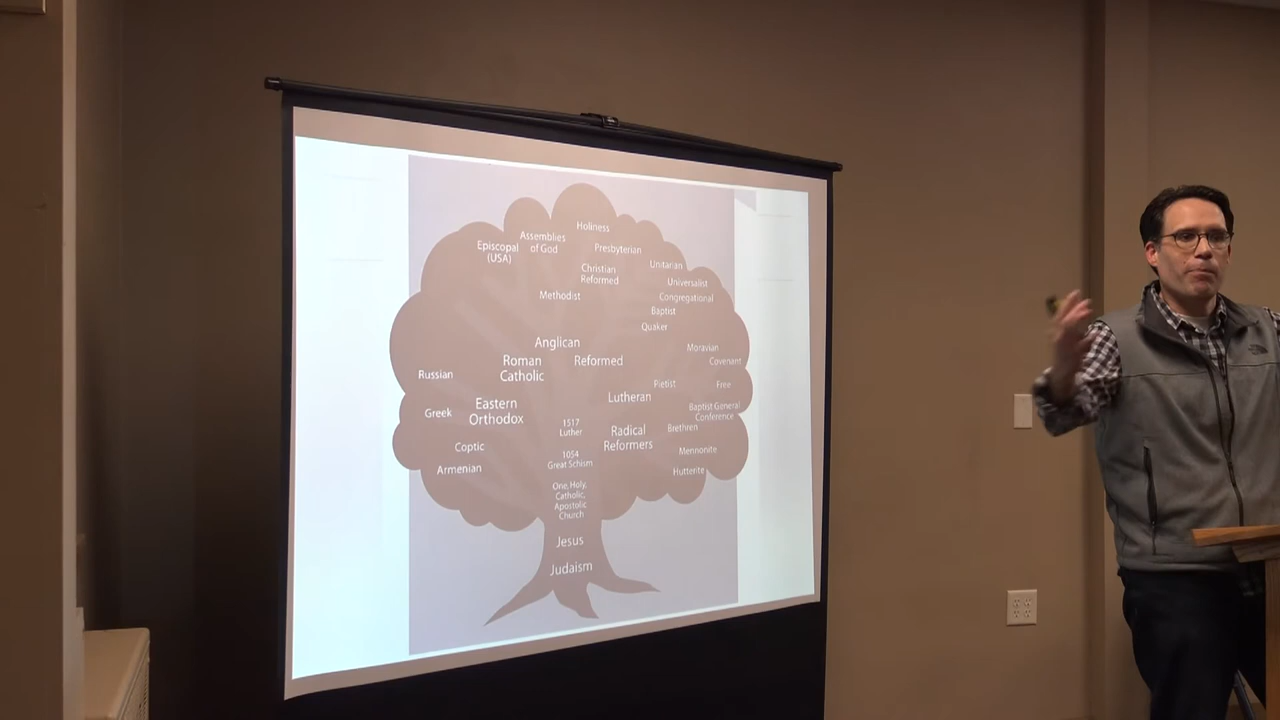 Holiness
Assemblies
of God
Episcopal
(USA)
Presbyterian
Christian
Reformed
Unitarian
Universalist
Methodist
Congregational
Baptist
Quaker
Anglican
Moravian
Roman
Catholic
Reformed
Covenant
Russian
Pietist
Free
Lutheran
Greek
Eastern
Orthodox
Baptist General
Conference
1517
Luther
Radical
Reformers
Brethren
Coptic
Mennonite
Armenian
1054
Great Schism
Hutterite
One, Holy,
Catholic,
Apostolic
Church
Jesus
Judaism